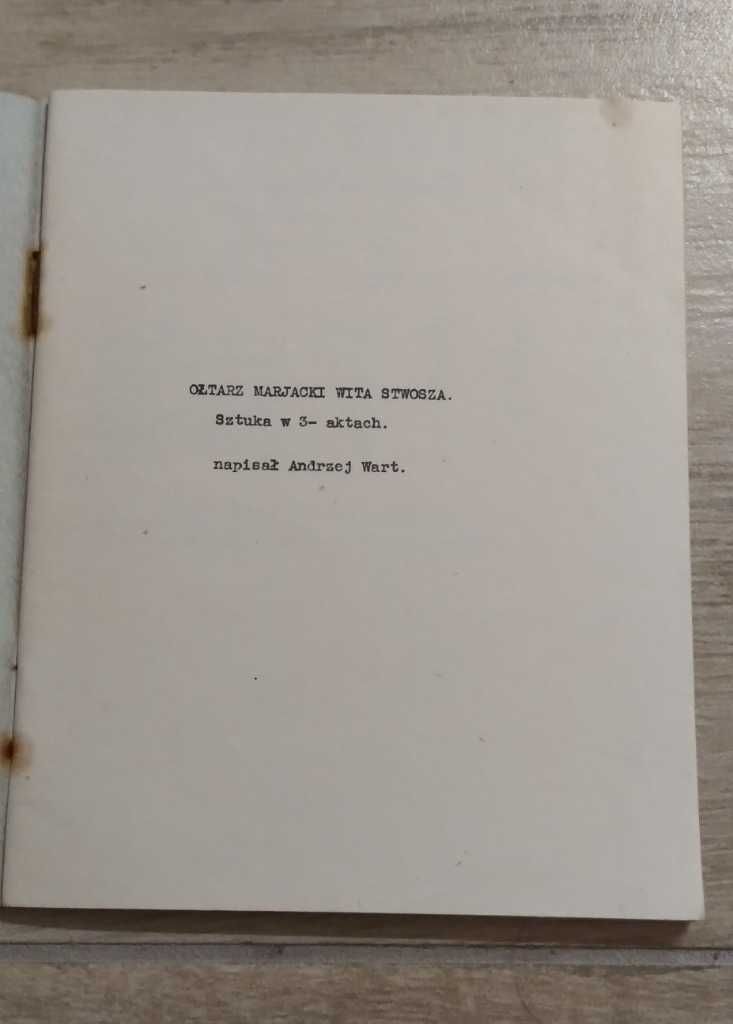 OŁTARZ MARJACKI WITA STWOSZA.
Sztuka w 3- aktach.
napisał Andrzej Wart.